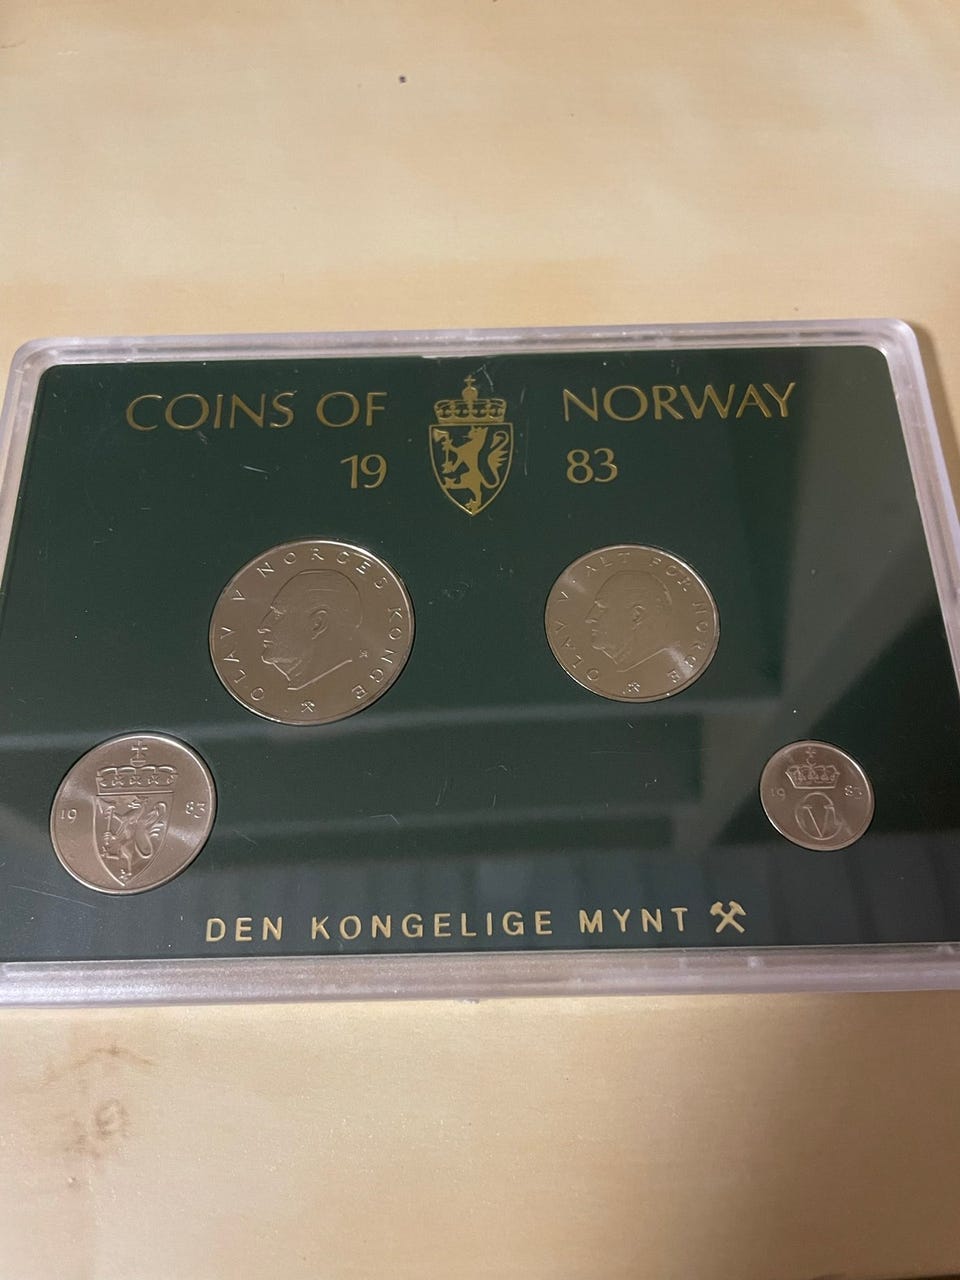 COINS OF NORWAY
19 83
OLAV V NORGES KONGE
OLAV V ALT FOR NORGE
19 83
19 83
V
DEN KONGELIGE MYNT